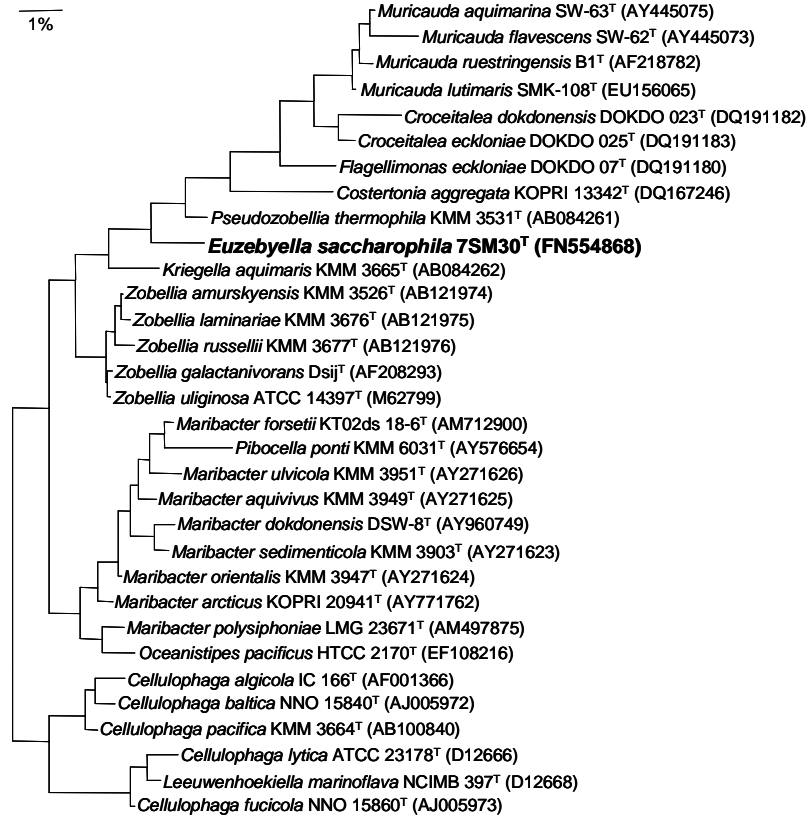 1%
Muricauda aquimarina SW-63ᵀ (AY445075)
Muricauda flavescens SW-62ᵀ (AY445073)
Muricauda ruestringensis B1ᵀ (AF218782)
Muricauda lutimaris SMK-108ᵀ (EU156065)
Croceitalea dokdonensis DOKDO 023ᵀ (DQ191182)
Croceitalea eckloniae DOKDO 025ᵀ (DQ191183)
Flagellimonas eckloniae DOKDO 07ᵀ (DQ191180)
Costertonia aggregata KOPRI 13342ᵀ (DQ167246)
Pseudozobellia thermophila KMM 3531ᵀ (AB084261)
Euzebyella saccharophila 7SM30ᵀ (FN554868)
Kriegella aquimaris KMM 3665ᵀ (AB084262)
Zobellia amurskyensis KMM 3526ᵀ (AB121974)
Zobellia laminariae KMM 3676ᵀ (AB121975)
Zobellia russellii KMM 3677ᵀ (AB121976)
Zobellia galactanivorans Dsijᵀ (AF208293)
Zobellia uliginosa ATCC 14397ᵀ (M62799)
Maribacter forsetii KT02ds 18-6ᵀ (AM712900)
Pibocella ponti KMM 6031ᵀ (AY576654)
Maribacter ulvicola KMM 3951ᵀ (AY271626)
Maribacter aquivivus KMM 3949ᵀ (AY271625)
Maribacter dokdonensis DSW-8ᵀ (AY960749)
Maribacter sedimenticola KMM 3903ᵀ (AY271623)
Maribacter orientalis KMM 3947ᵀ (AY271624)
Maribacter arcticus KOPRI 20941ᵀ (AY771762)
Maribacter polysiphoniae LMG 23671ᵀ (AM497875)
Oceanistipes pacificus HTCC 2170ᵀ (EF108216)
Cellulophaga algicola IC 166ᵀ (AF001366)
Cellulophaga baltica NNO 15840ᵀ (AJ005972)
Cellulophaga pacifica KMM 3664ᵀ (AB100840)
Cellulophaga lytica ATCC 23178ᵀ (D12666)
Leeuwenhoekiella marinoflava NCIMB 397ᵀ (D12668)
Cellulophaga fucicola NNO 15860ᵀ (AJ005973)